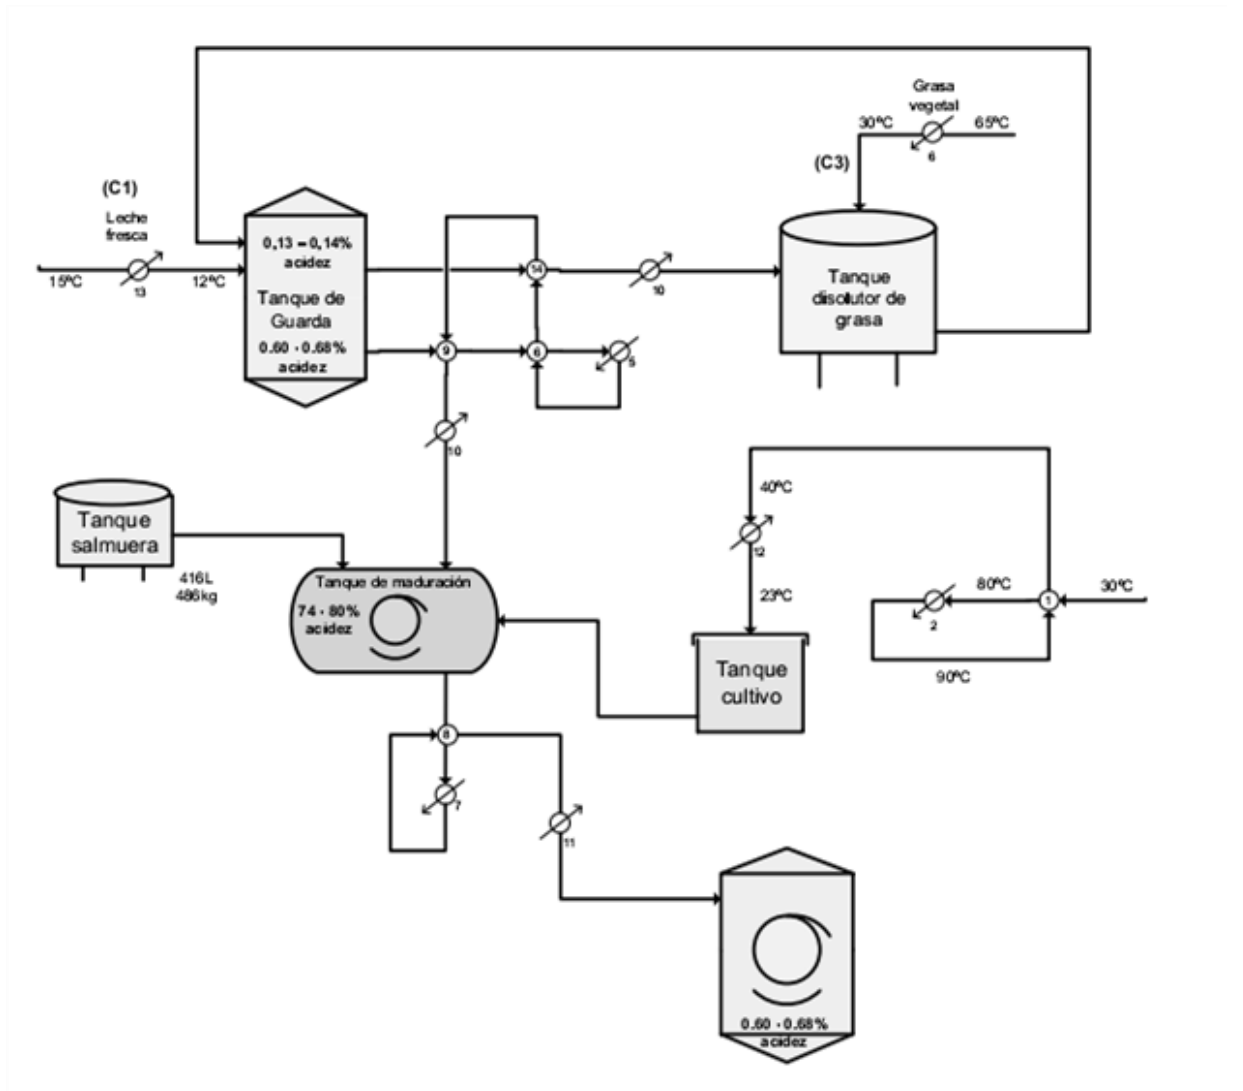 Grasa
vegetal
30ºC
65ºC
6
(C3)
(C1)
Leche
fresca
15ºC
13
12ºC
0,13 – 0,14%
acidez
Tanque de
Guarda
0.60 - 0.68%
acidez
14
10
9
6
5
Tanque
disolutor de
grasa
10
Tanque
salmuera
416L
486kg
40ºC
12
23ºC
80ºC
1
30ºC
2
90ºC
Tanque de maduración
74 - 80%
acidez
Tanque
cultivo
8
7
11
0.60 - 0.68%
acidez